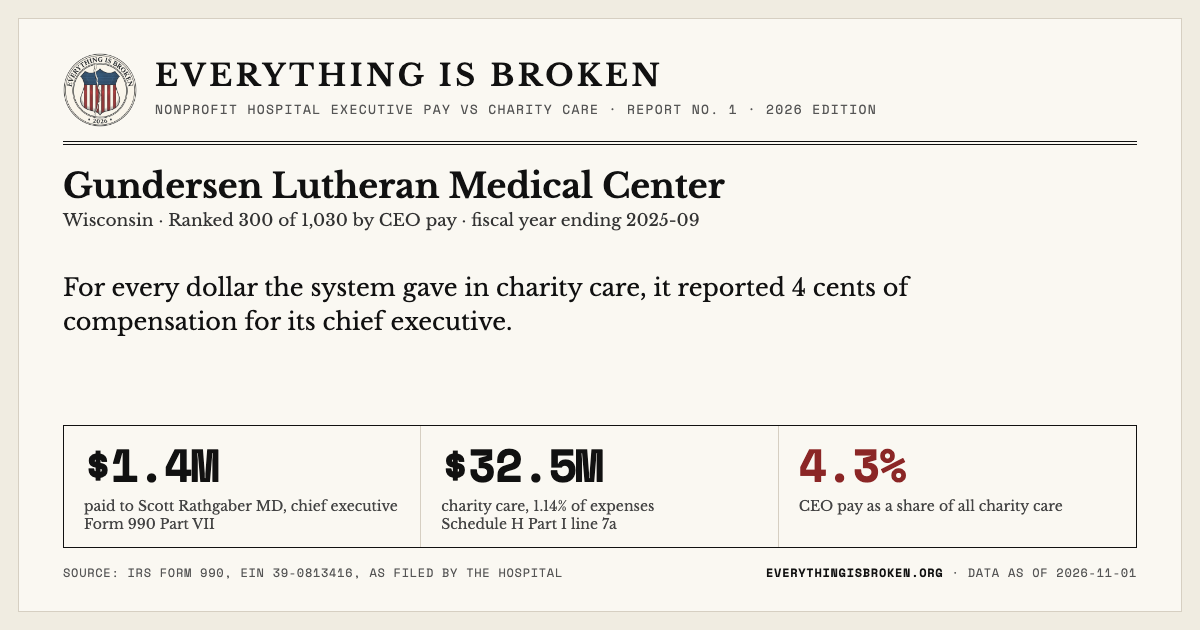 EVERYTHING IS BROKEN
2026
EVERYTHING IS BROKEN
NONPROFIT HOSPITAL EXECUTIVE PAY VS CHARITY CARE · REPORT NO. 1 · 2026 EDITION
Gundersen Lutheran Medical Center
Wisconsin · Ranked 300 of 1,030 by CEO pay · fiscal year ending 2025-09
For every dollar the system gave in charity care, it reported 4 cents of
compensation for its chief executive.
$1.4M
paid to Scott Rathgaber MD, chief executive
Form 990 Part VII
$32.5M
charity care, 1.14% of expenses
Schedule H Part I line 7a
4.3%
CEO pay as a share of all charity care
SOURCE: IRS FORM 990, EIN 39-0813416, AS FILED BY THE HOSPITAL
EVERYTHINGISBROKEN.ORG · DATA AS OF 2026-11-01